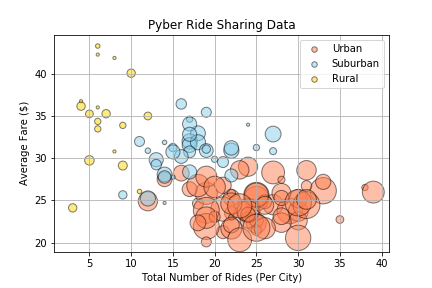 Pyber Ride Sharing Data
Urban
Suburban
Rural
Average Fare ($)
40
35
30
25
20
5
10
15
20
25
30
35
40
Total Number of Rides (Per City)